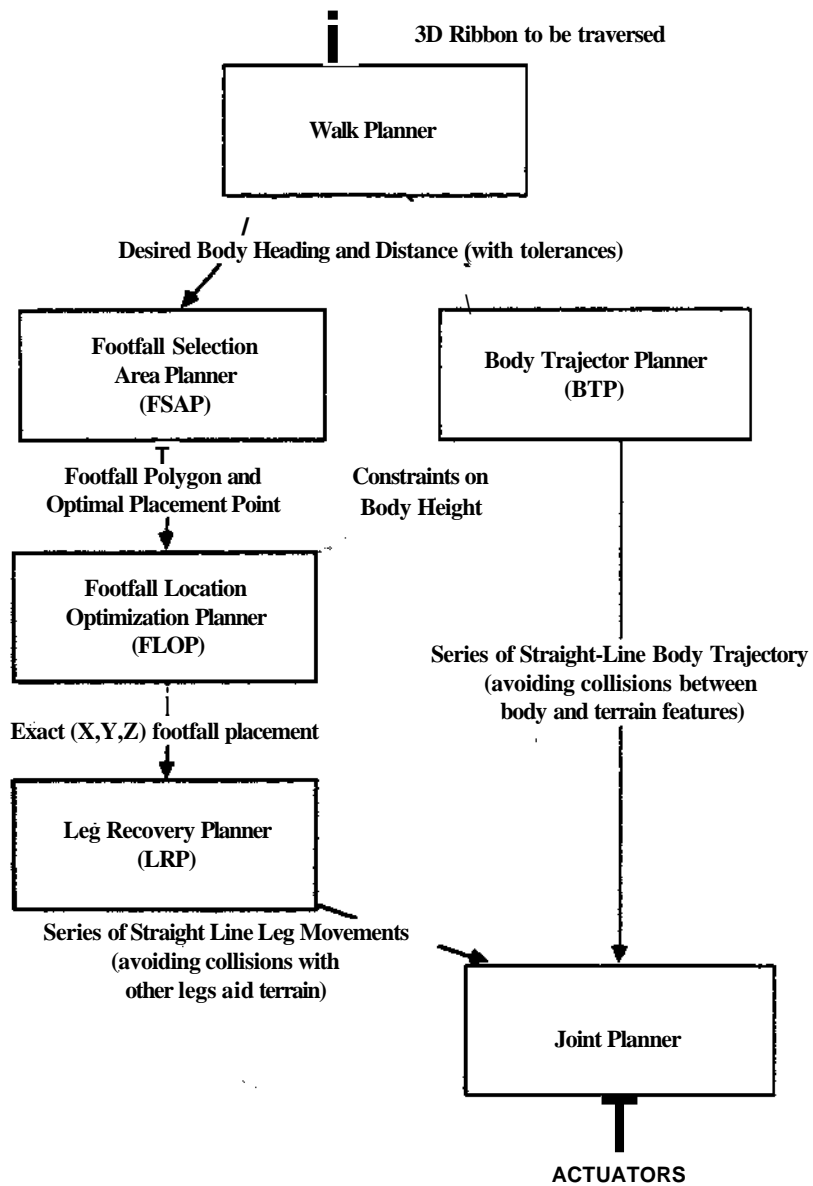 3D Ribbon to be traversed
Walk Planner
Desired Body Heading and Distance (with tolerances)
Footfall Selection
Area Planner
(FSAP)
Body Trajector Planner
(BTP)
Footfall Polygon and
Optimal Placement Point
Constraints on
Body Height
Footfall Location
Optimization Planner
(FLOP)
Series of Straight-Line Body Trajectory
(avoiding collisions between
body and terrain features)
Exact (X,Y,Z) footfall placement
Leg Recovery Planner
(LRP)
Series of Straight Line Leg Movements
(avoiding collisions with
other legs aid terrain)
Joint Planner
ACTUATORS